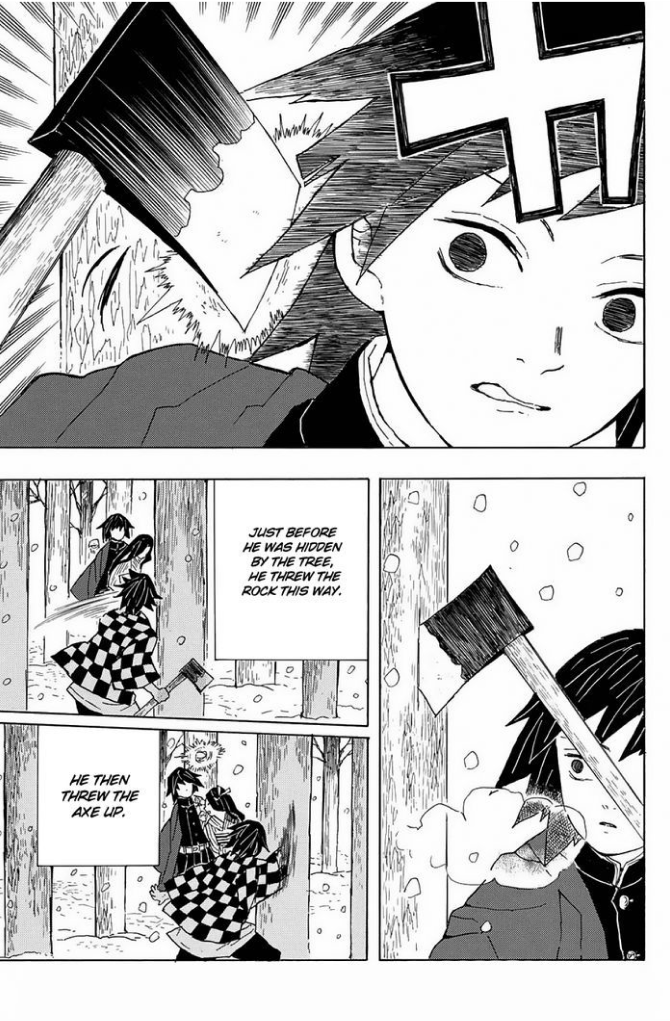 JUST BEFORE
HE WAS HIDDEN
BY THE TREE,
HE THREW THE
ROCK THIS WAY.
HE THEN
THREW THE
AXE UP.